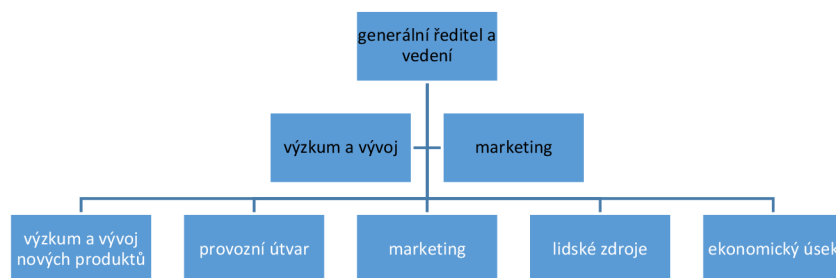 generální ředitel a
vedení
výzkum a vývoj
marketing
výzkum a vývoj
nových produktů
provozní útvar
marketing
lidské zdroje
ekonomický úsek